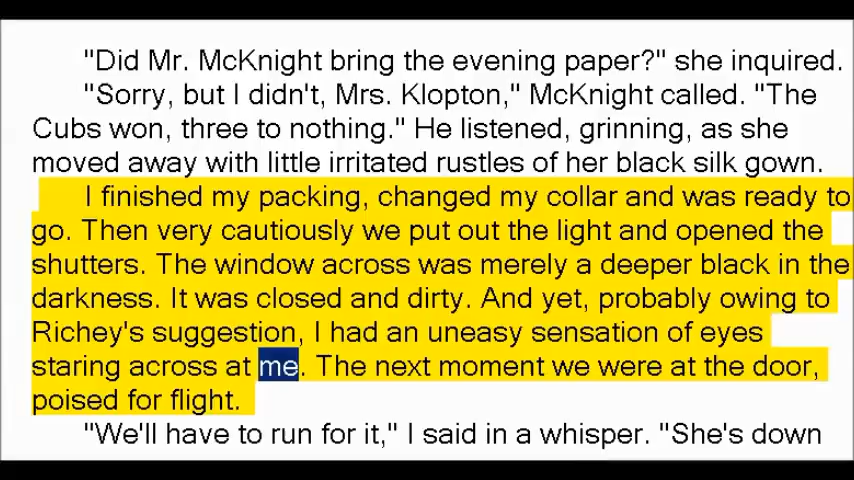 "Did Mr. McKnight bring the evening paper?" she inquired.
"Sorry, but I didn't, Mrs. Klopton," McKnight called. "The
Cubs won, three to nothing." He listened, grinning, as she
moved away with little irritated rustles of her black silk gown.
I finished my packing, changed my collar and was ready to
go. Then very cautiously we put out the light and opened the
shutters. The window across was merely a deeper black in the
darkness. It was closed and dirty. And yet, probably owing to
Richey's suggestion, I had an uneasy sensation of eyes
staring across at me. The next moment we were at the door,
poised for flight.
"We'll have to run for it," I said in a whisper. "She's down